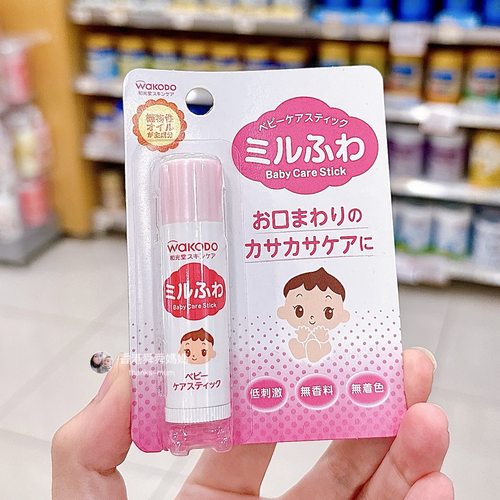 WAKODO
和光堂スキンケア
植物性
オイル
が主成分
ベビーケアスティック
ミルふわ
Baby Care Stick
お口まわりの
カサカサケアに
低刺激
無香料
無着色
WAKODO
和光堂スキンケア
ミルふわ
Baby Care Stick
ベビー
ケアスティック